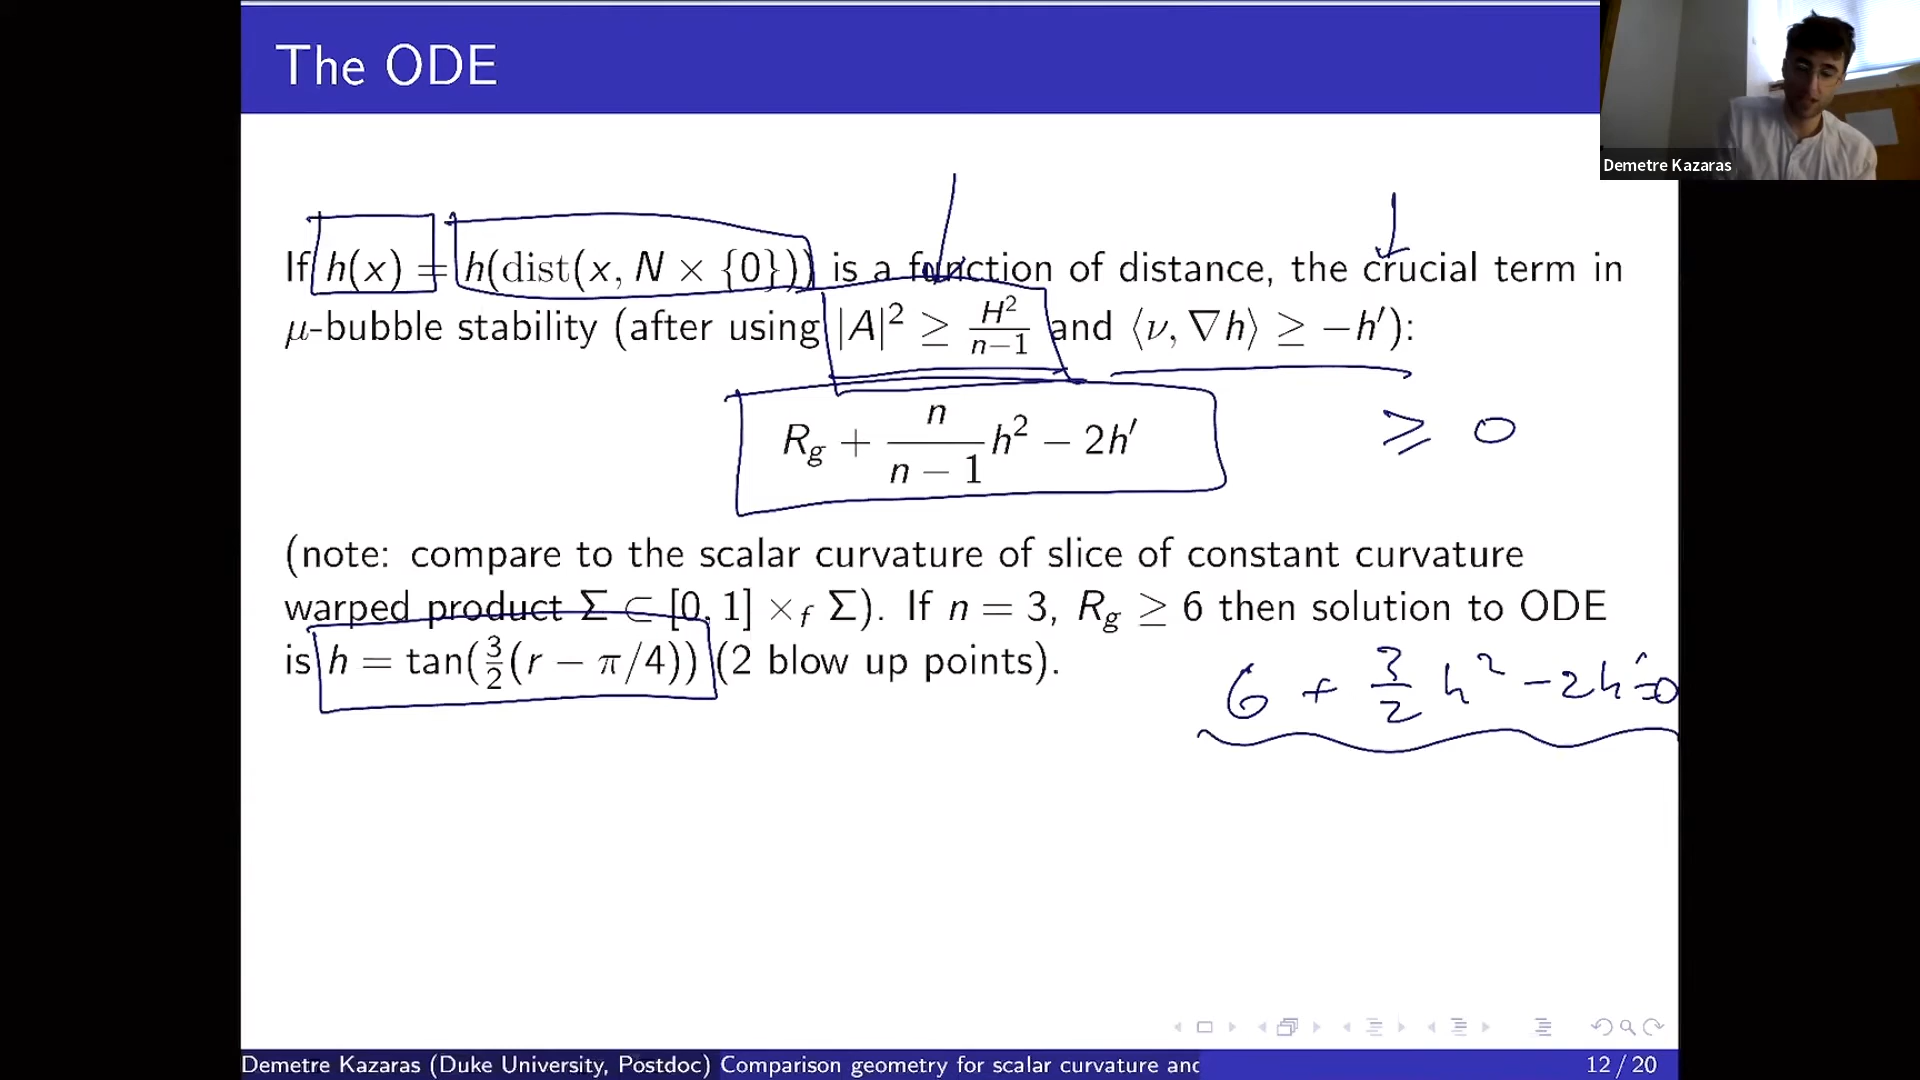 The ODE
Demetre Kazaras
If h(x) = h(dist(x, N × {0})) is a function of distance, the crucial term in
μ-bubble stability (after using |A|² ≥ H²/(n−1) and ⟨ν, ∇h⟩ ≥ −h′):
R_g + n/(n − 1) h² − 2h′ ≥ 0
(note: compare to the scalar curvature of slice of constant curvature
warped product Σ ⊂ [0, 1] ×_f Σ). If n = 3, R_g ≥ 6 then solution to ODE
is h = tan(3/2(r − π/4)) (2 blow up points).
6 + 3/2 h² − 2h′ = 0
Demetre Kazaras (Duke University, Postdoc) Comparison geometry for scalar curvature and
12 / 20